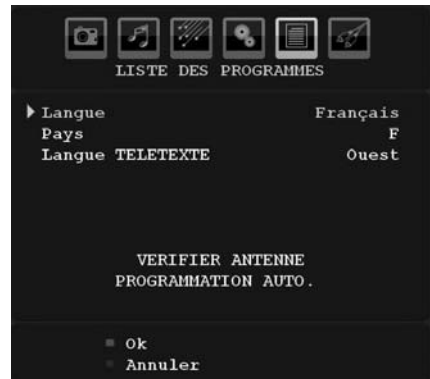 LISTE DES PROGRAMMES
Langue Français
Pays F
Langue TELETEXTE Ouest
VERIFIER ANTENNE
PROGRAMMATION AUTO.
Ok
Annuler